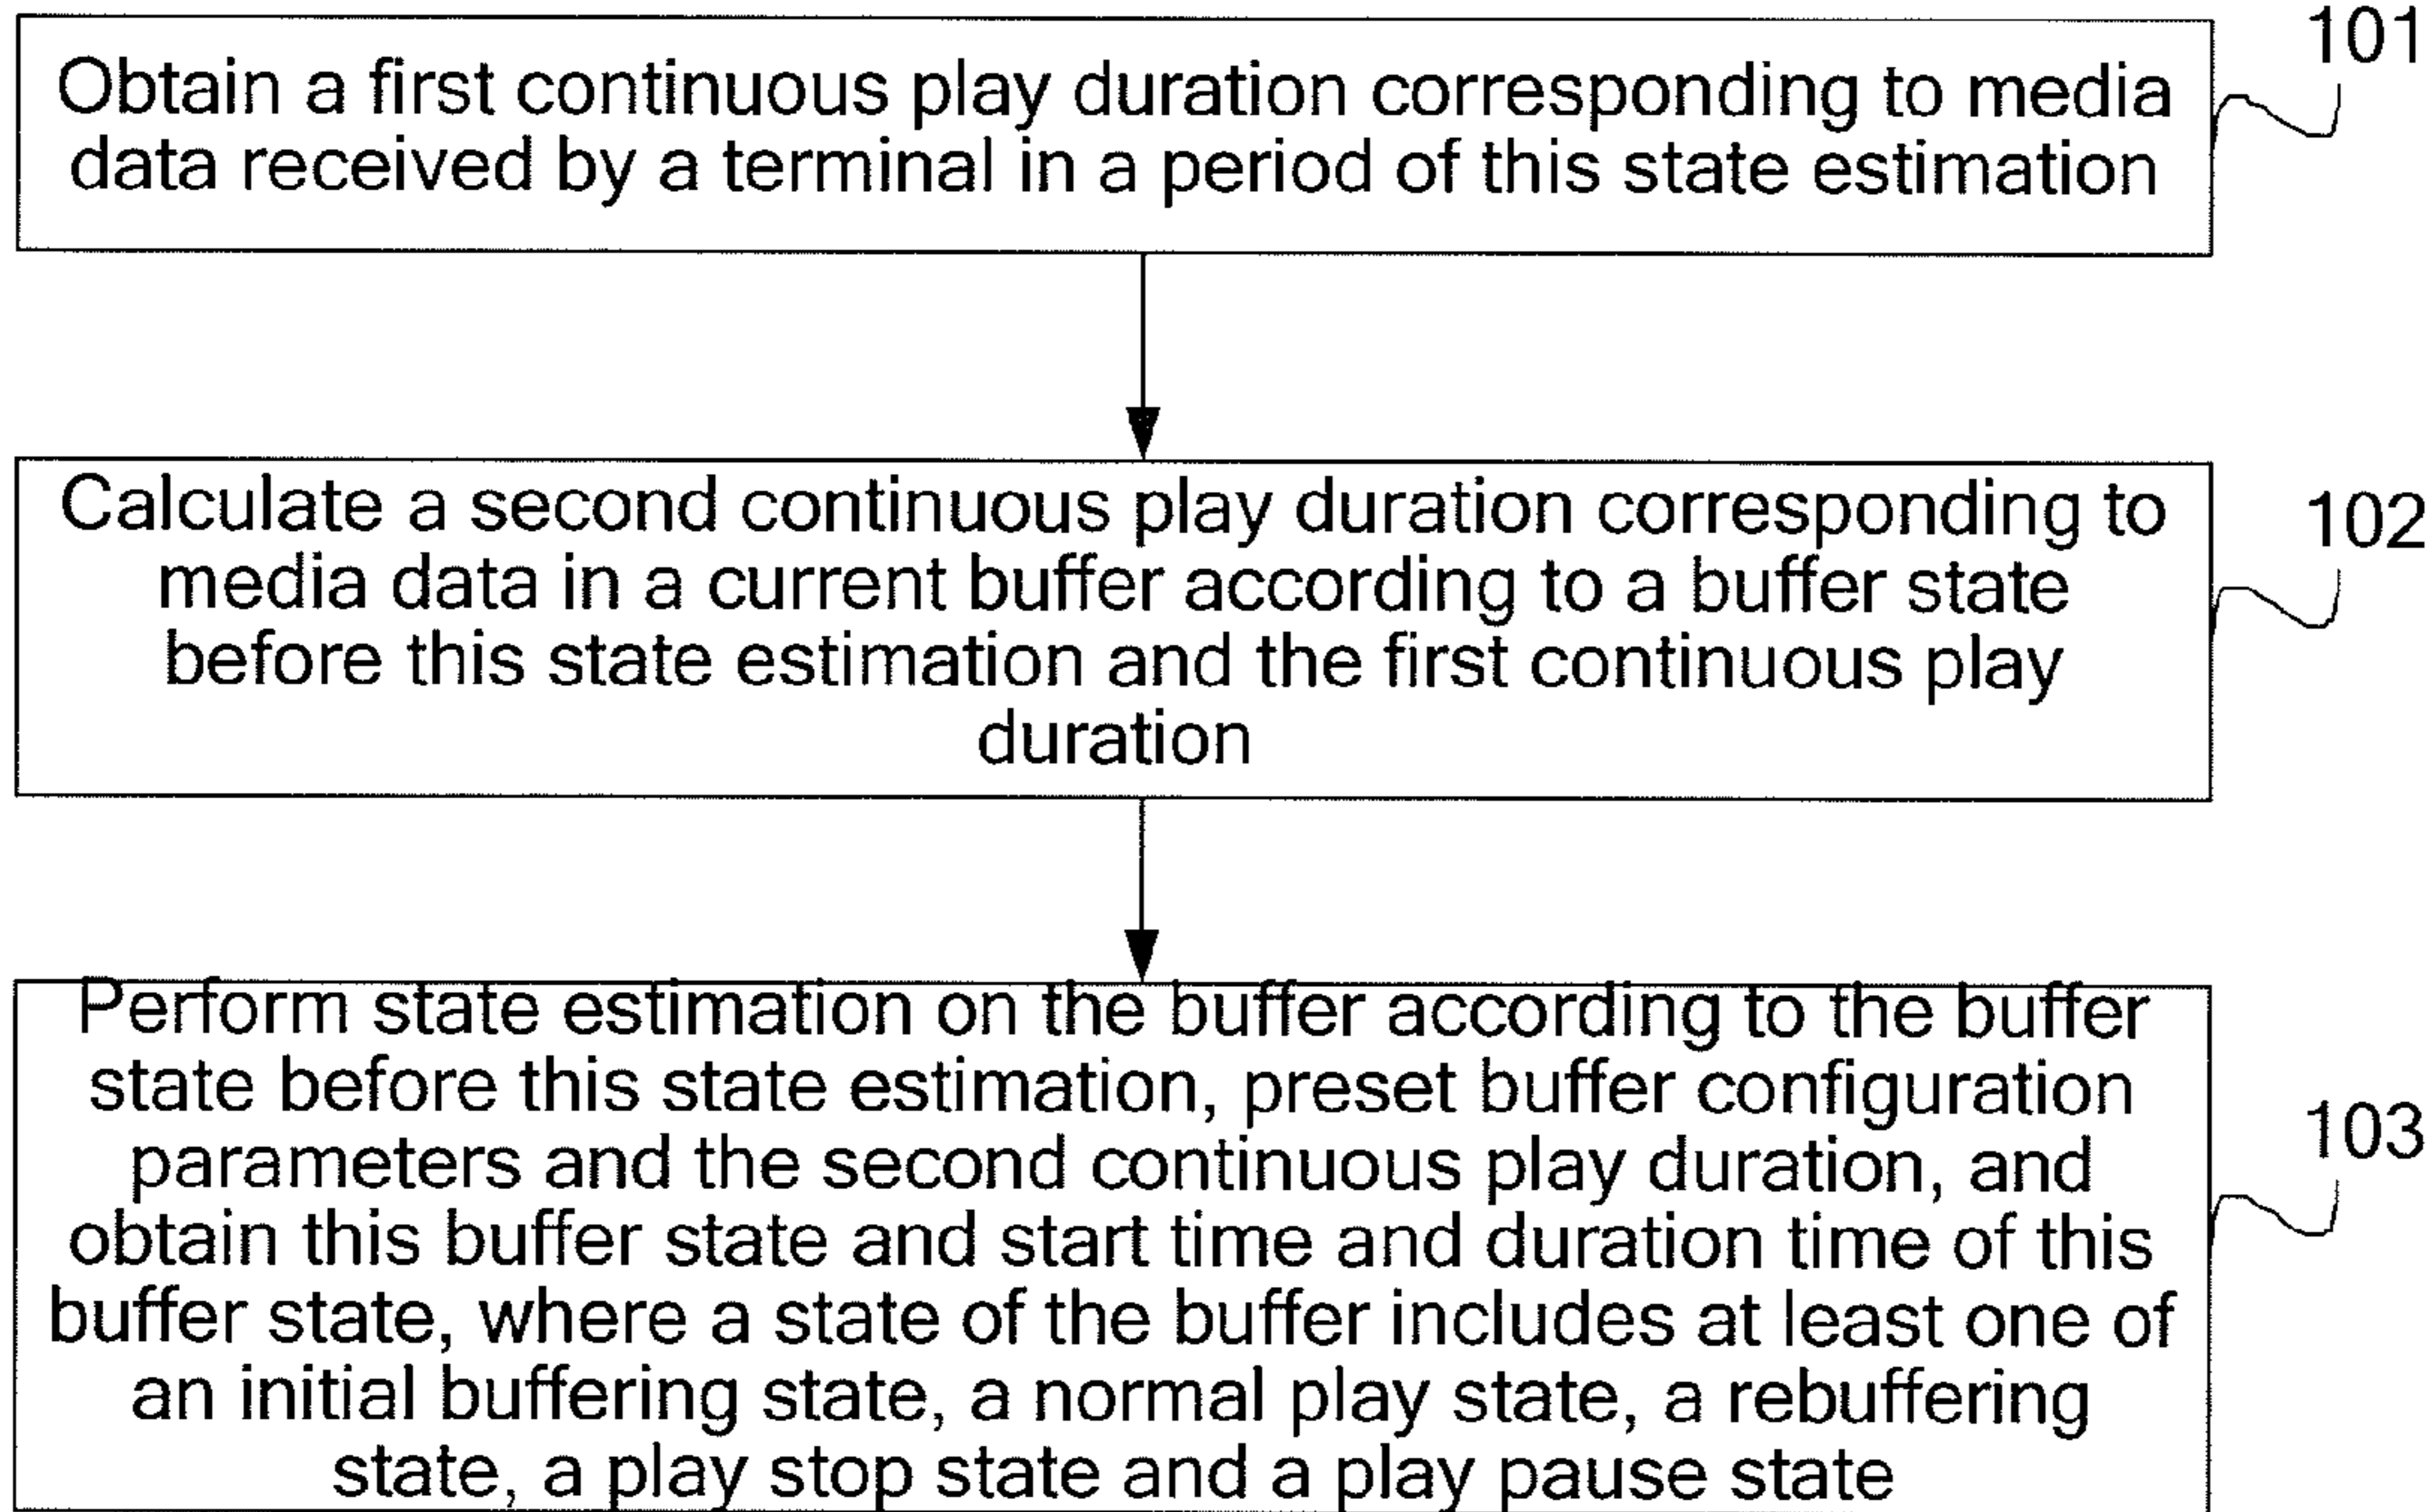 101
Obtain a first continuous play duration corresponding to media
data received by a terminal in a period of this state estimation
102
Calculate a second continuous play duration corresponding to
media data in a current buffer according to a buffer state
before this state estimation and the first continuous play
duration
103
Perform state estimation on the buffer according to the buffer
state before this state estimation, preset buffer configuration
parameters and the second continuous play duration, and
obtain this buffer state and start time and duration time of this
buffer state, where a state of the buffer includes at least one of
an initial buffering state, a normal play state, a rebuffering
state, a play stop state and a play pause state